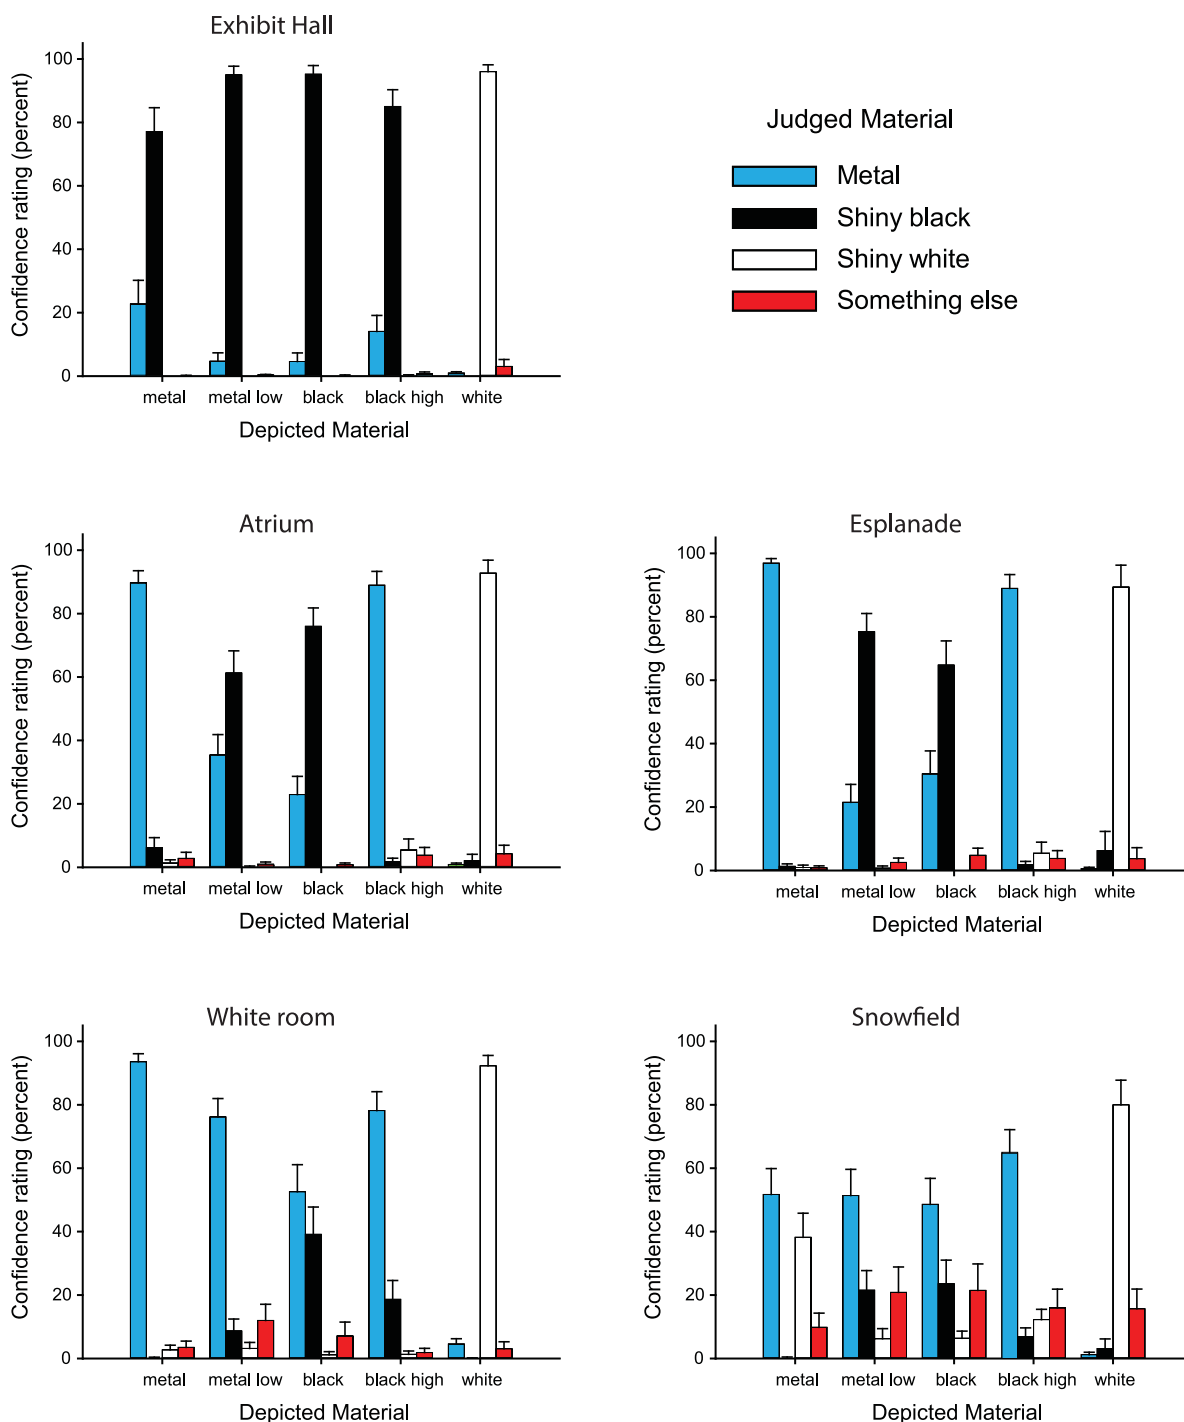 Exhibit Hall
Confidence rating (percent)
100
80
60
40
20
0
metal metal low black black high white
Depicted Material
Judged Material
Metal
Shiny black
Shiny white
Something else
Atrium
Confidence rating (percent)
100
80
60
40
20
0
metal metal low black black high white
Depicted Material
Esplanade
Confidence rating (percent)
100
80
60
40
20
0
metal metal low black black high white
Depicted Material
White room
Confidence rating (percent)
100
80
60
40
20
0
metal metal low black black high white
Depicted Material
Snowfield
Confidence rating (percent)
100
80
60
40
20
0
metal metal low black black high white
Depicted Material